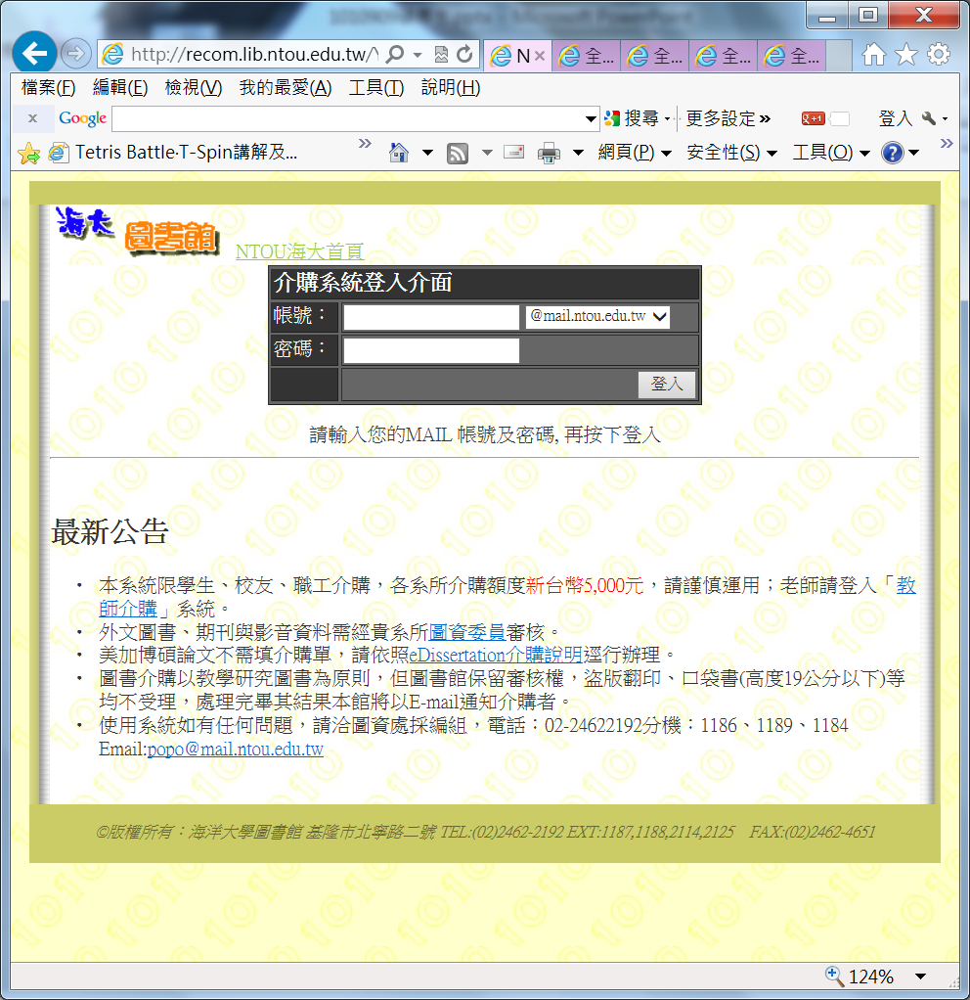 http://recom.lib.ntou.edu.tw/
N
全...
全...
全...
全...
檔案(F) 編輯(E) 檢視(V) 我的最愛(A) 工具(T) 說明(H)
x Google 搜尋 更多設定 » g+1 登入
Tetris Battle·T-Spin講解及... » 網頁(P) 安全性(S) 工具(O) »
海大 圖書館 NTOU海大首頁
介購系統登入介面
帳號： @mail.ntou.edu.tw
密碼：
登入
請輸入您的MAIL 帳號及密碼, 再按下登入
最新公告
• 本系統限學生、校友、職工介購，各系所介購額度新台幣5,000元，請謹慎運用；老師請登入「教
師介購」系統。
• 外文圖書、期刊與影音資料需經貴系所圖資委員審核。
• 美加博碩論文不需填介購單，請依照eDissertation介購說明逕行辦理。
• 圖書介購以教學研究圖書為原則，但圖書館保留審核權，盜版翻印、口袋書(高度19公分以下)等
均不受理，處理完畢其結果本館將以E-mail通知介購者。
• 使用系統如有任何問題，請洽圖資處採編組，電話：02-24622192分機：1186、1189、1184
Email:popo@mail.ntou.edu.tw
©版權所有：海洋大學圖書館 基隆市北寧路二號 TEL:(02)2462-2192 EXT:1187,1188,2114,2125 FAX:(02)2462-4651
124%